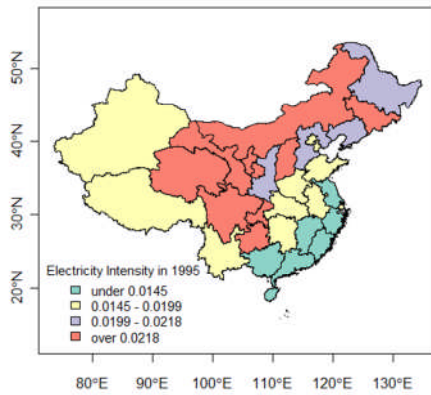 50°N
40°N
30°N
20°N
Electricity Intensity in 1995
under 0.0145
0.0145 - 0.0199
0.0199 - 0.0218
over 0.0218
80°E 90°E 100°E 110°E 120°E 130°E